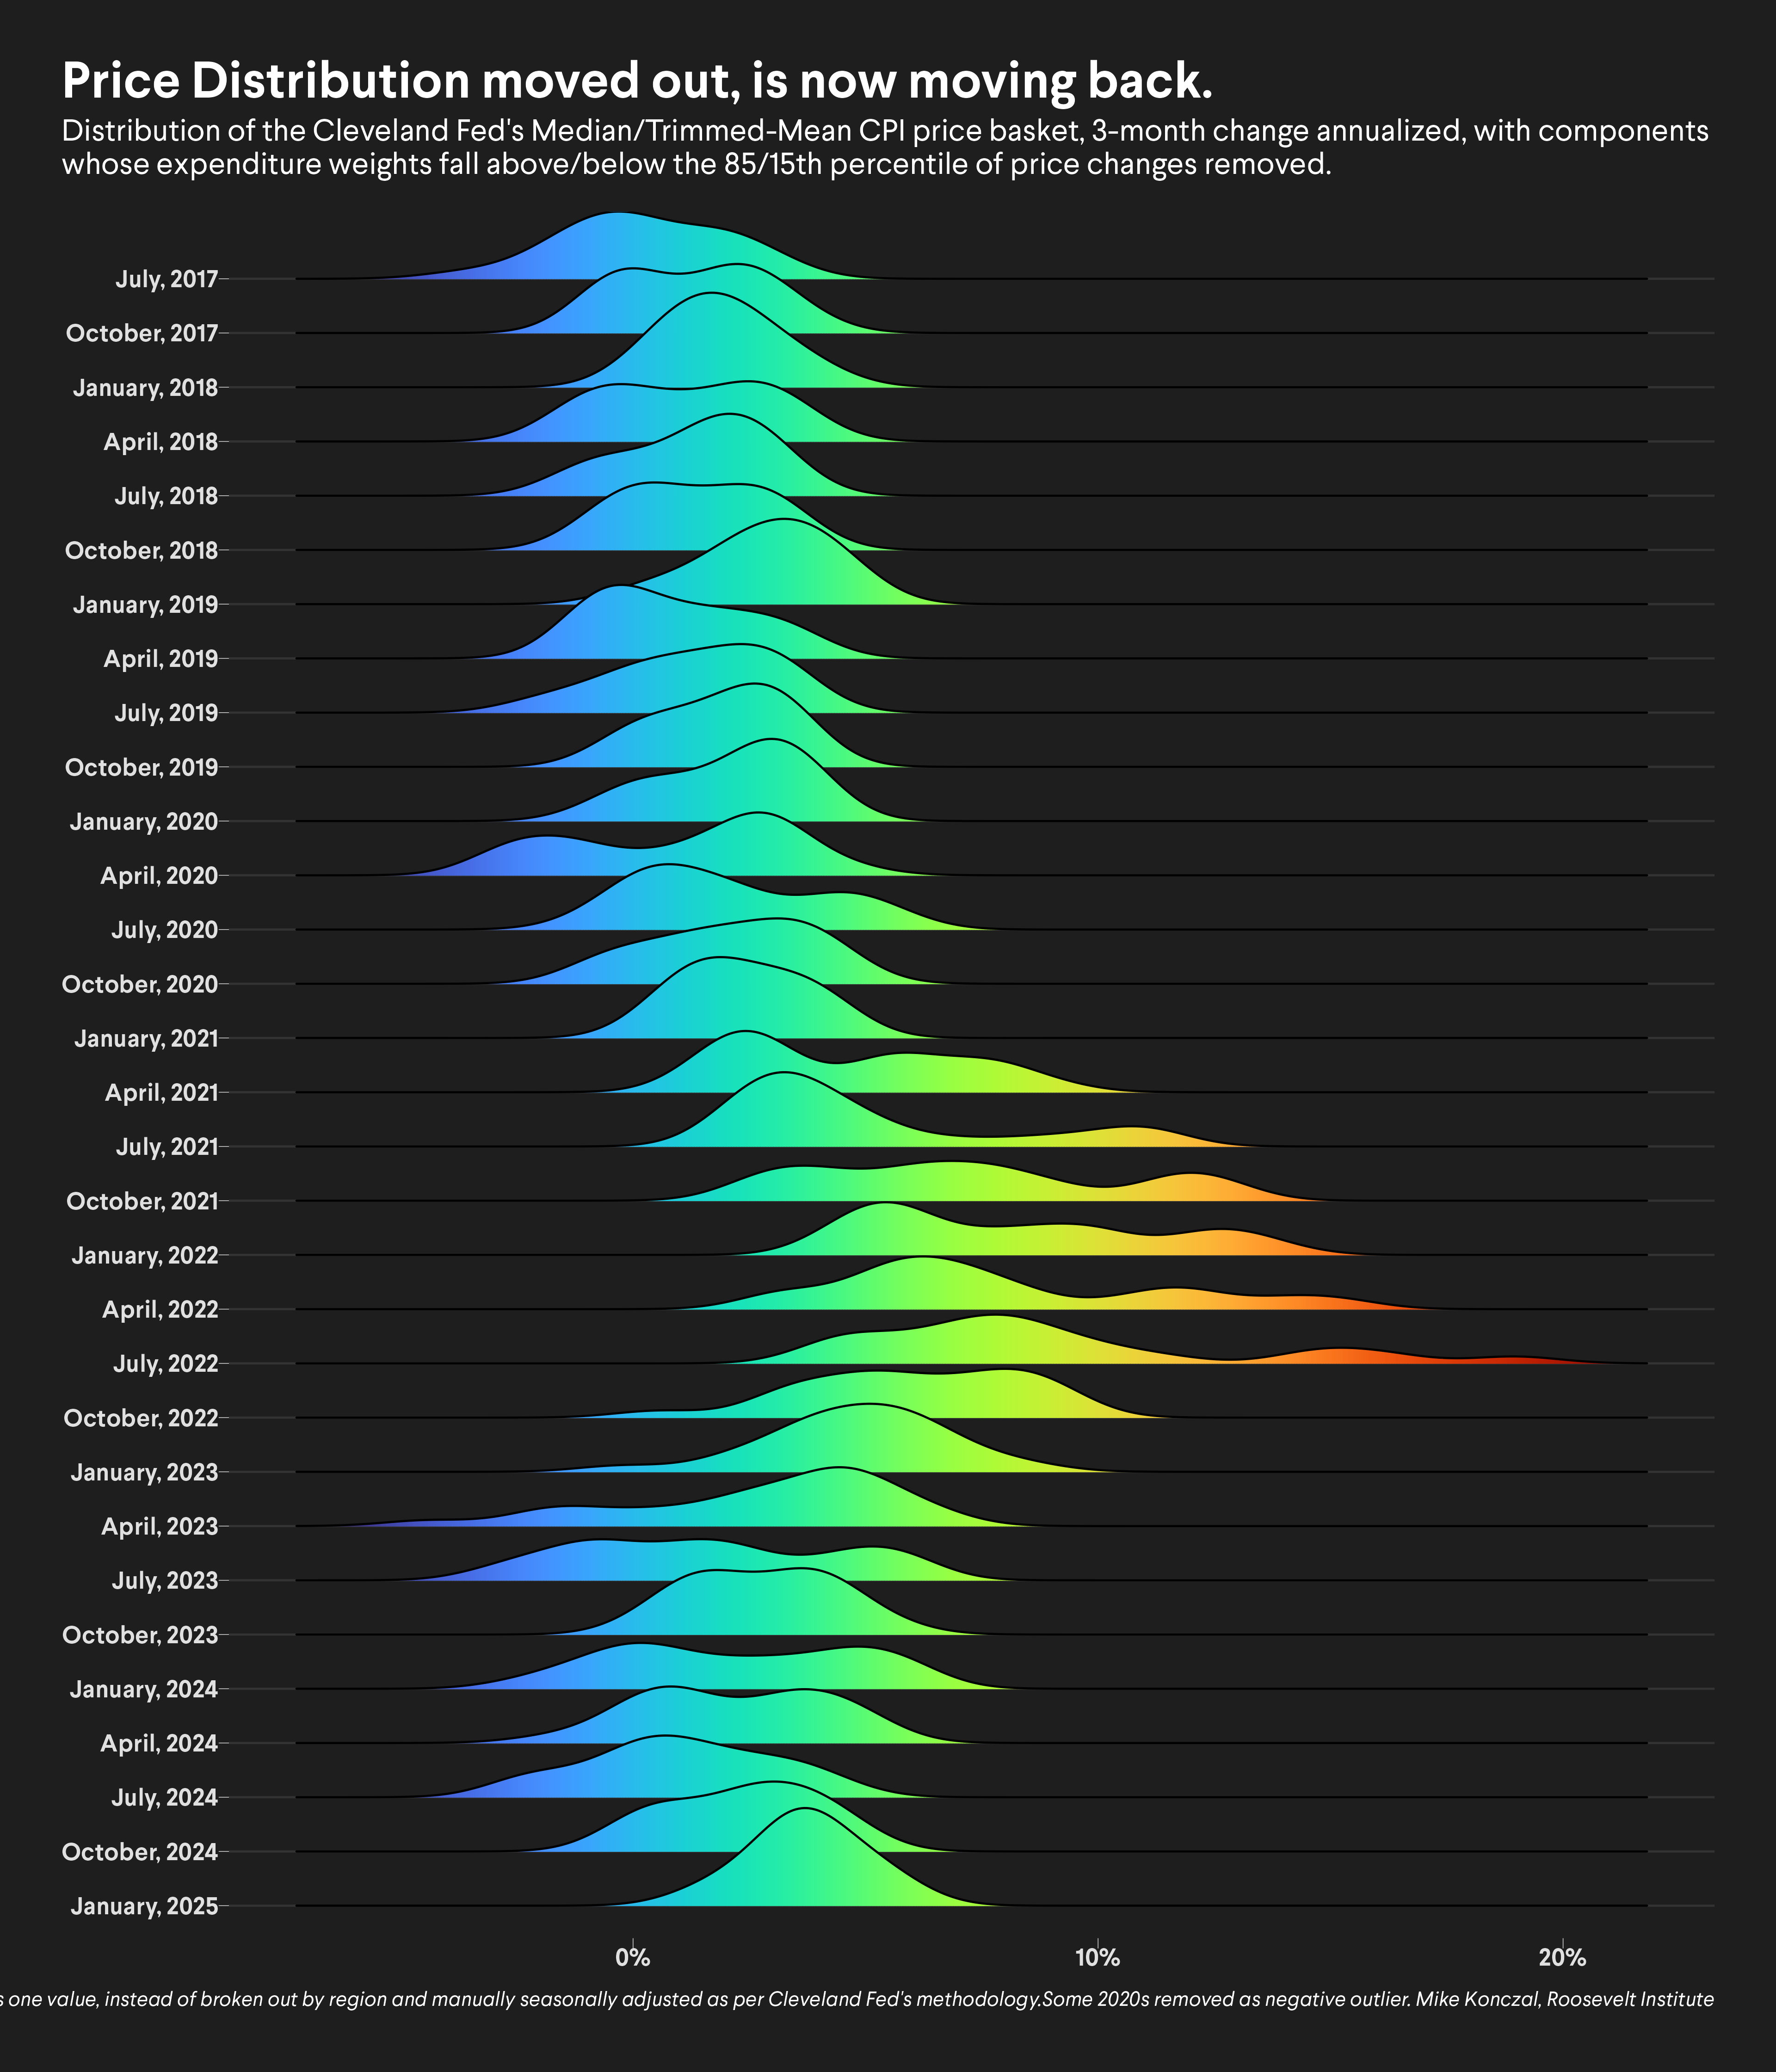 Price Distribution moved out, is now moving back.
Distribution of the Cleveland Fed's Median/Trimmed-Mean CPI price basket, 3-month change annualized, with components
whose expenditure weights fall above/below the 85/15th percentile of price changes removed.
July, 2017
October, 2017
January, 2018
April, 2018
July, 2018
October, 2018
January, 2019
April, 2019
July, 2019
October, 2019
January, 2020
April, 2020
July, 2020
October, 2020
January, 2021
April, 2021
July, 2021
October, 2021
January, 2022
April, 2022
July, 2022
October, 2022
January, 2023
April, 2023
July, 2023
October, 2023
January, 2024
April, 2024
July, 2024
October, 2024
January, 2025
0% 10% 20%
s one value, instead of broken out by region and manually seasonally adjusted as per Cleveland Fed's methodology.Some 2020s removed as negative outlier. Mike Konczal, Roosevelt Institute